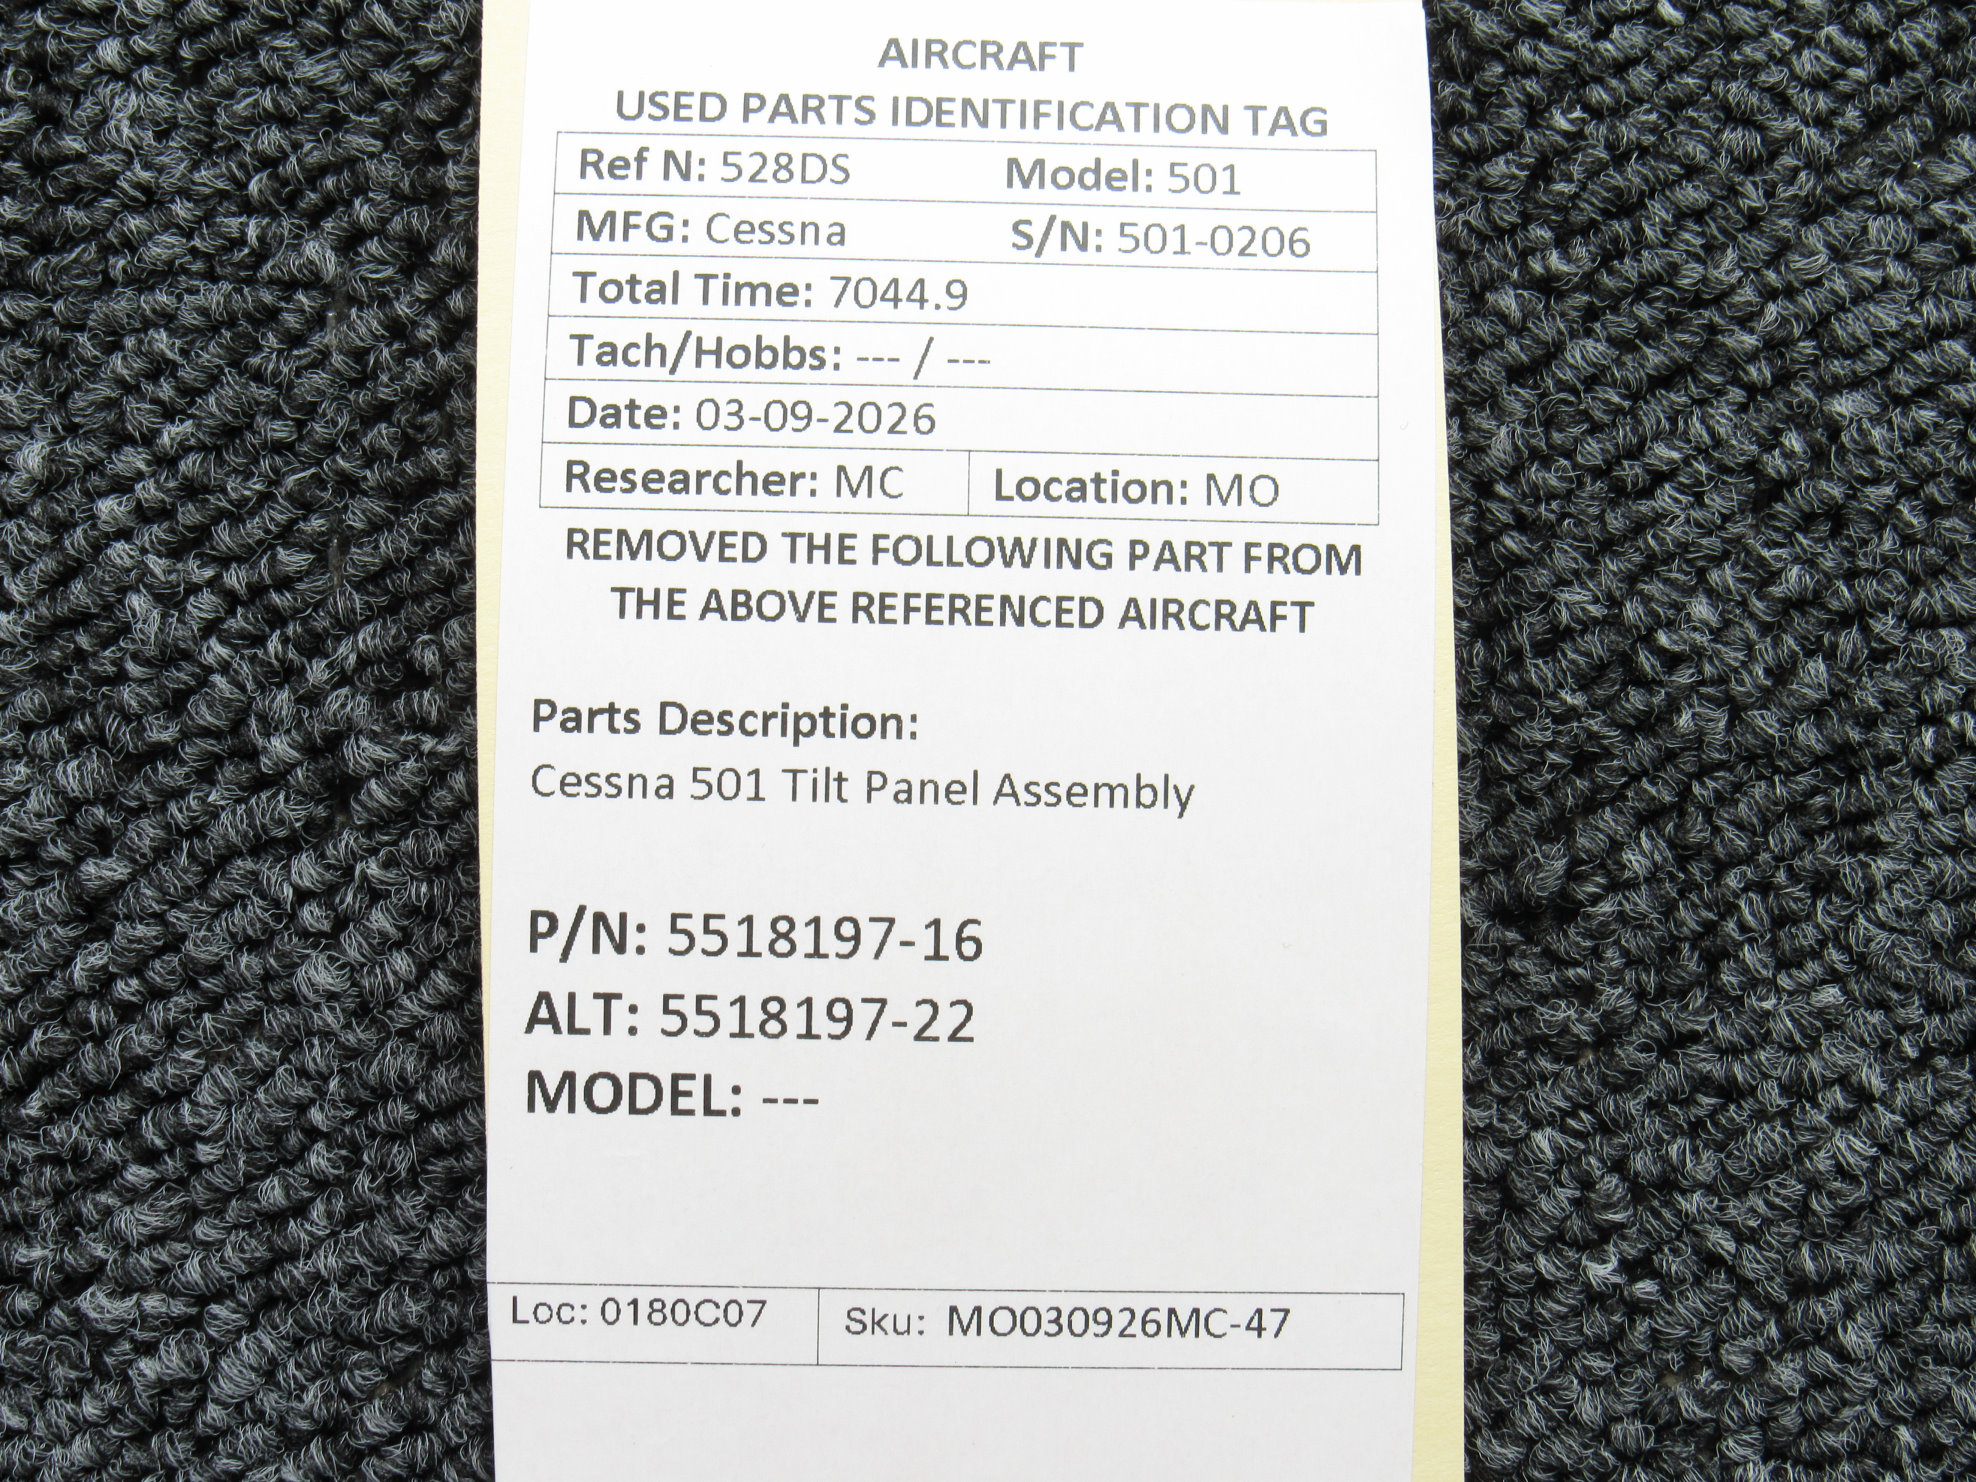 AIRCRAFT
USED PARTS IDENTIFICATION TAG
Ref N: 528DS Model: 501
MFG: Cessna S/N: 501-0206
Total Time: 7044.9
Tach/Hobbs: --- / ---
Date: 03-09-2026
Researcher: MC Location: MO
REMOVED THE FOLLOWING PART FROM
THE ABOVE REFERENCED AIRCRAFT
Parts Description:
Cessna 501 Tilt Panel Assembly
P/N: 5518197-16
ALT: 5518197-22
MODEL: ---
Loc: 0180C07 Sku: MO030926MC-47